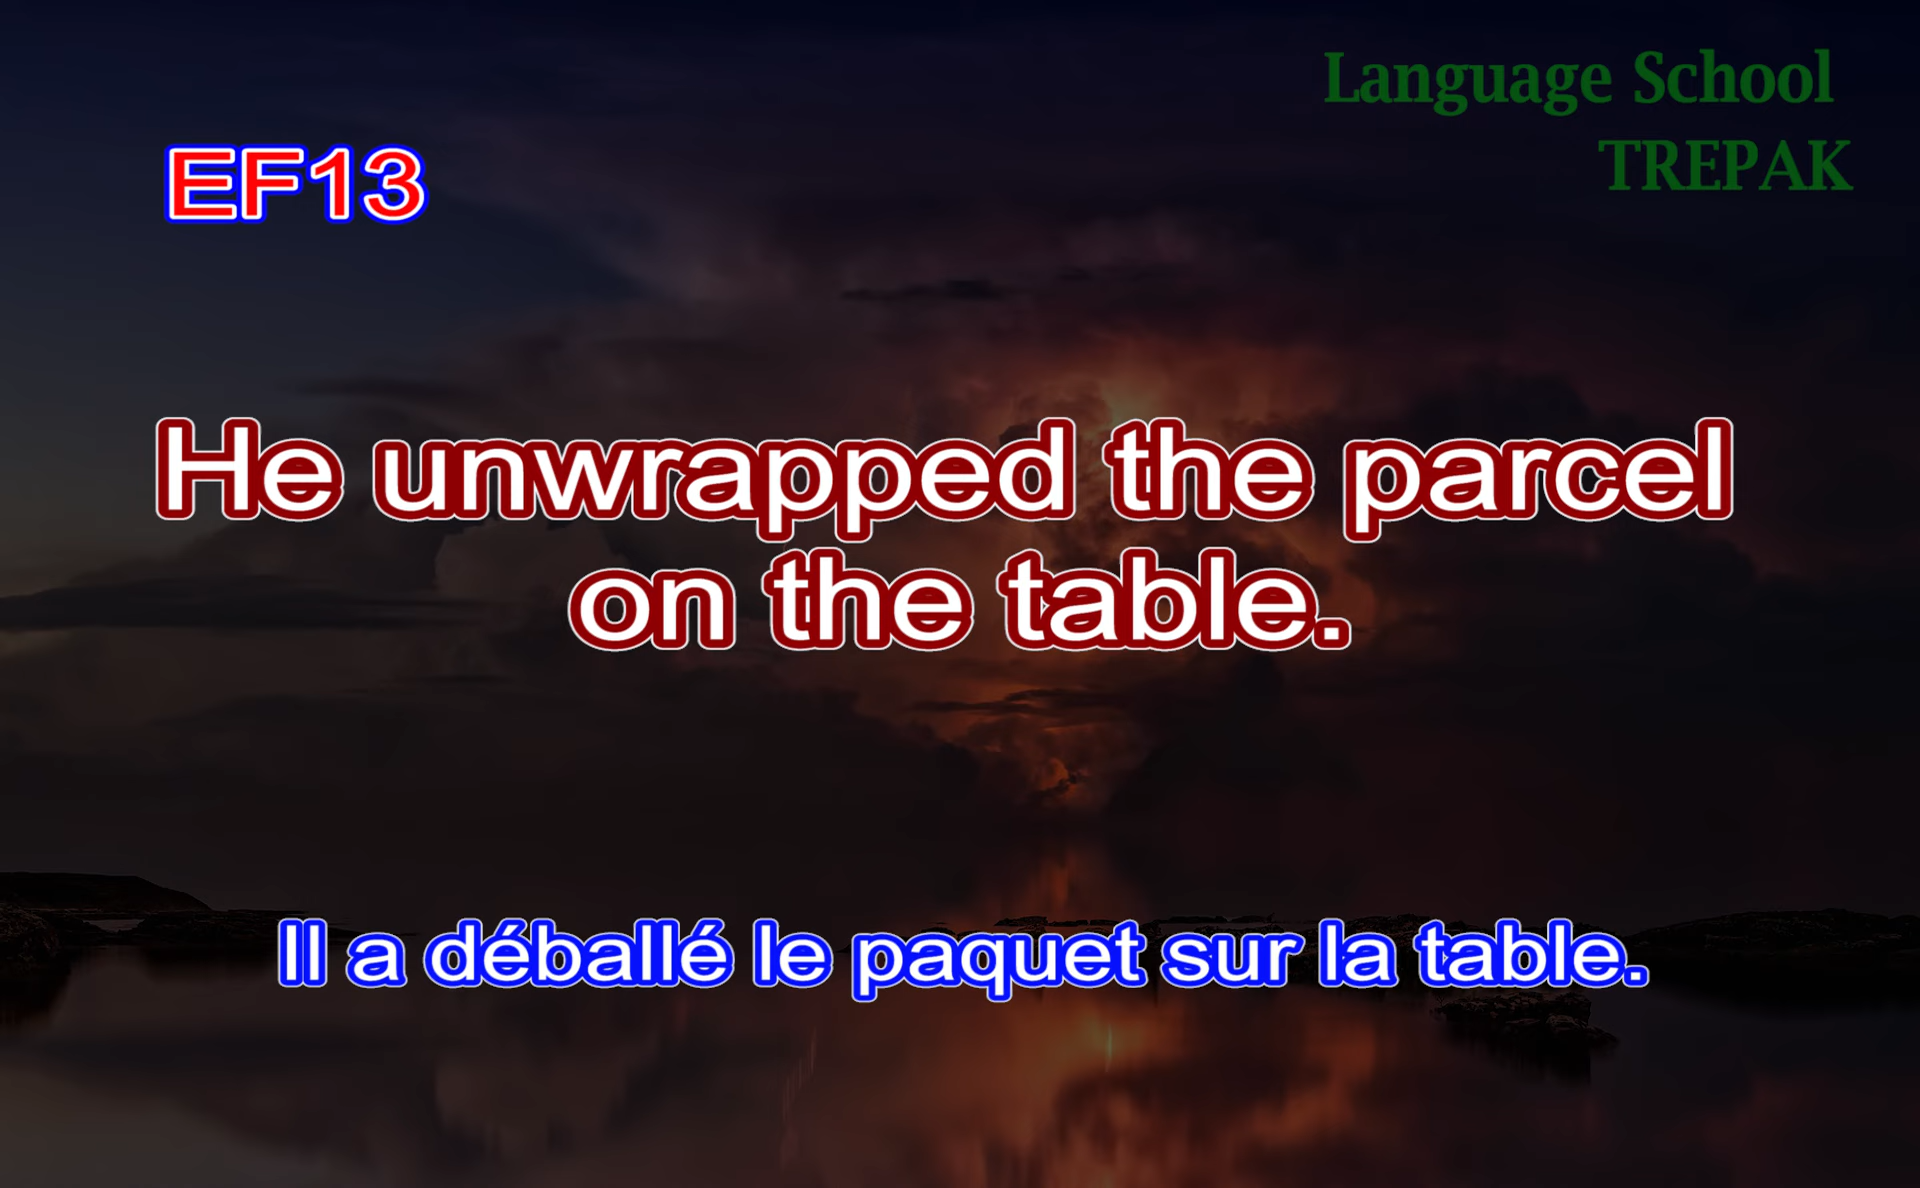 Language School
TREPAK
EF13
He unwrapped the parcel
on the table.
Il a déballé le paquet sur la table.